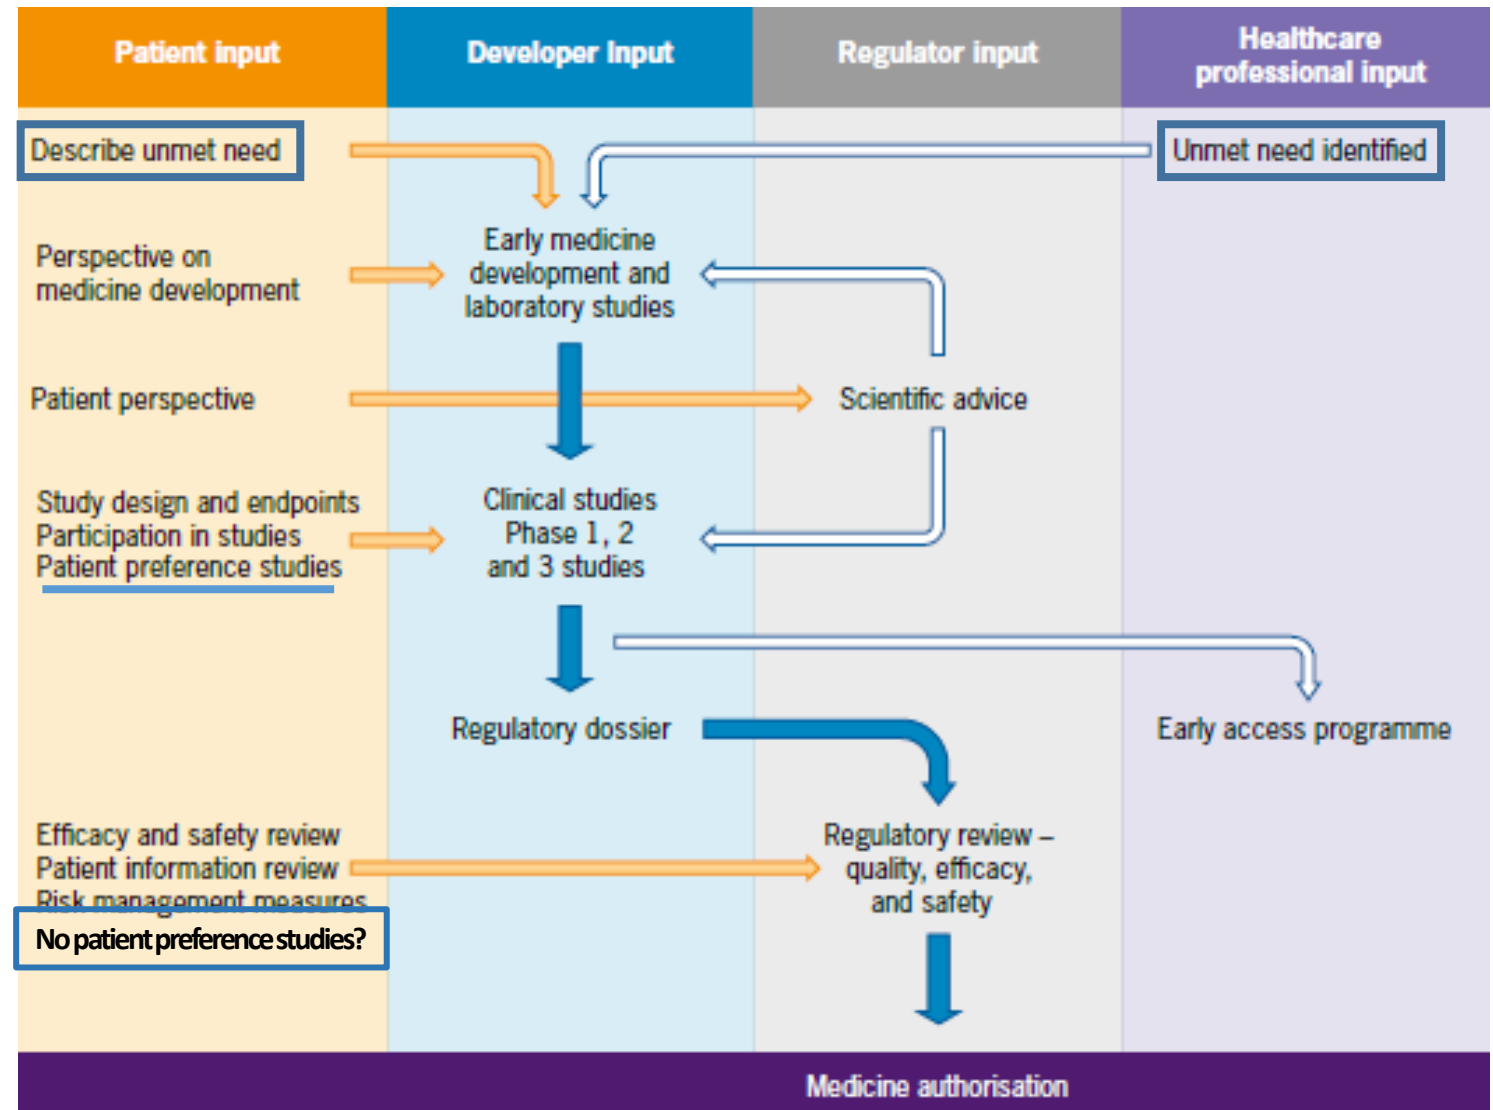 Patient input
Developer Input
Regulator input
Healthcare
professional input
Describe unmet need
Unmet need identified
Perspective on
medicine development
Early medicine
development and
laboratory studies
Patient perspective
Scientific advice
Study design and endpoints
Participation in studies
Patient preference studies
Clinical studies
Phase 1, 2
and 3 studies
Regulatory dossier
Early access programme
Efficacy and safety review
Patient information review
Risk management measures
No patient preference studies?
Regulatory review –
quality, efficacy,
and safety
Medicine authorisation